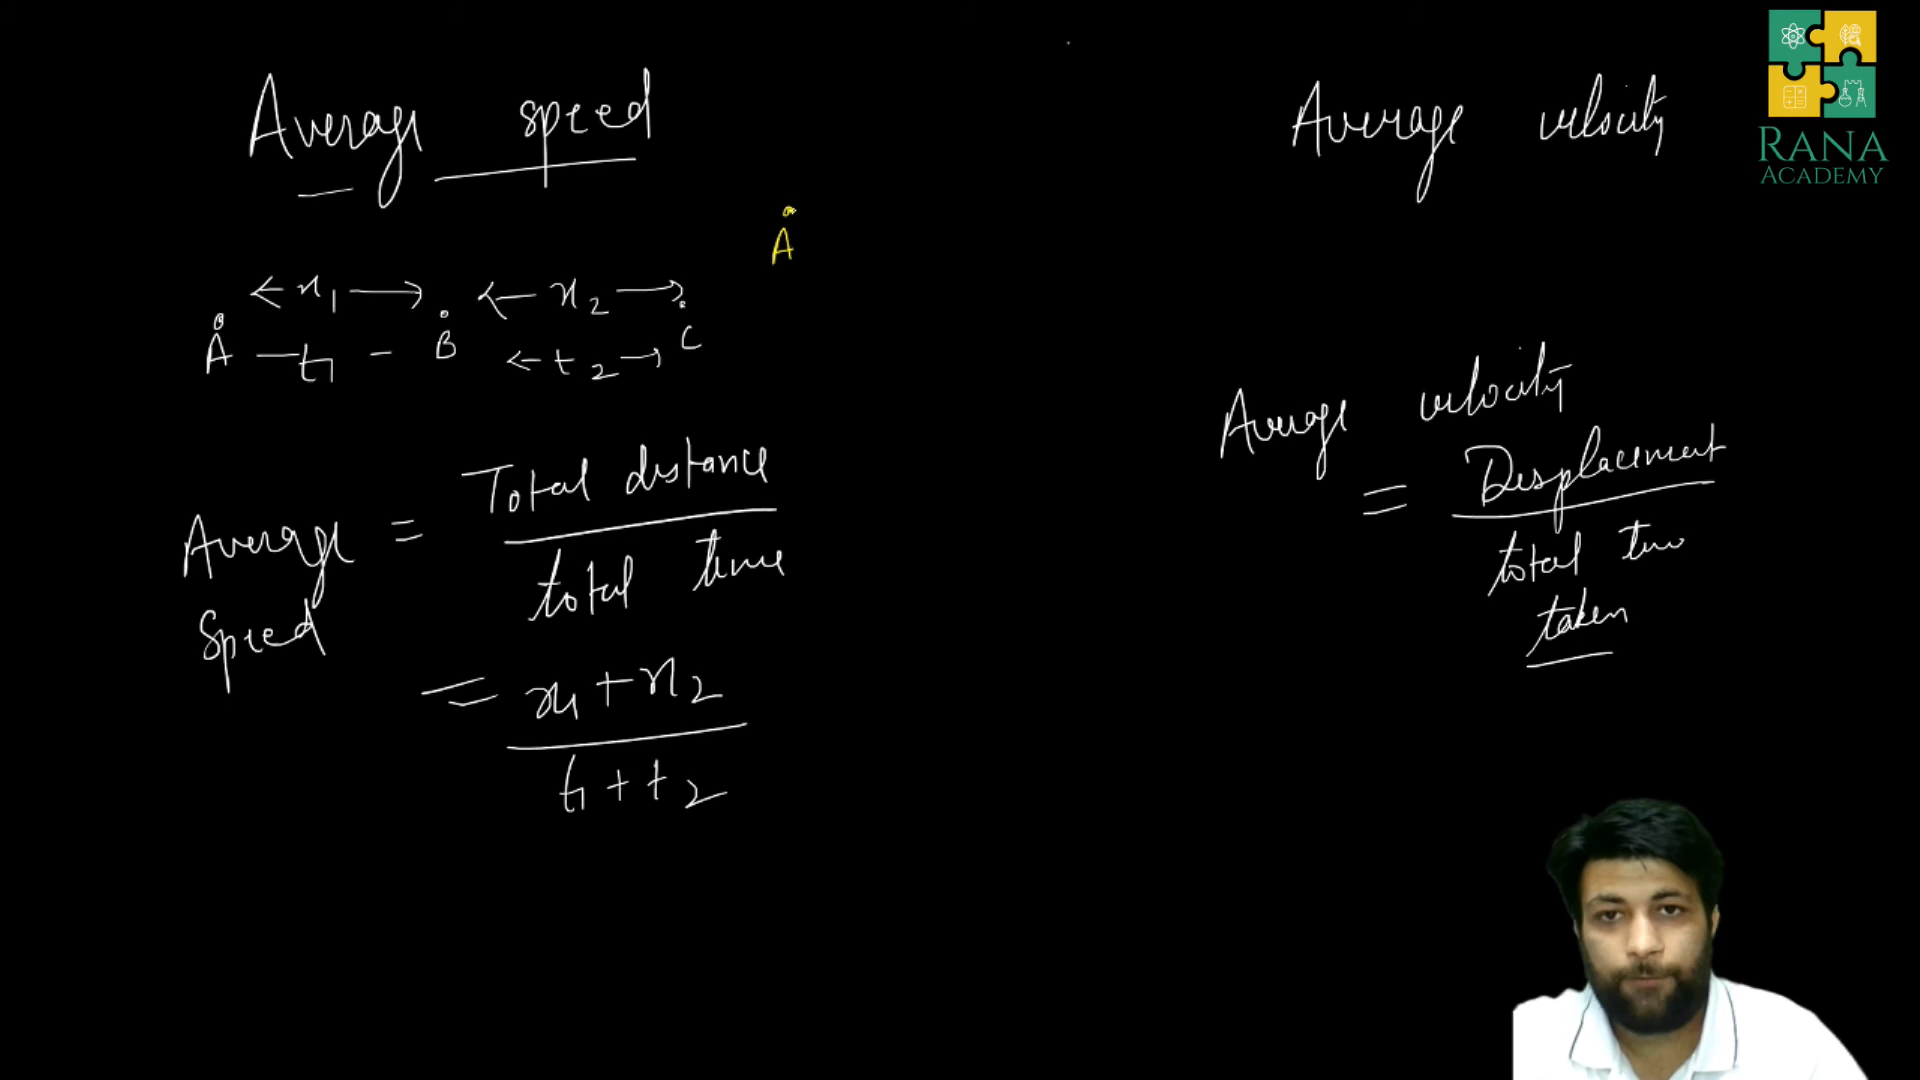 Average speed
Average velocity
RANA
ACADEMY
A
x1 x2
A t1 B t2 C
Average velocity
= Displacement
total time
taken
Average Speed = Total distance
total time
= x1 + x2
t1 + t2